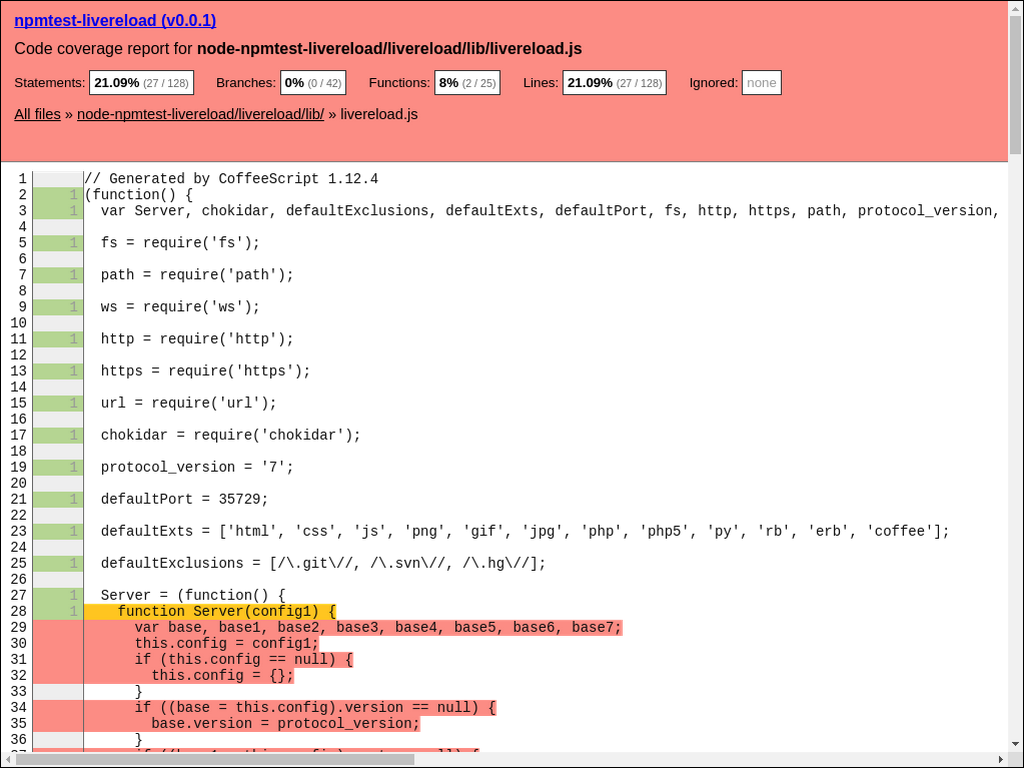 npmtest-livereload (v0.0.1)
Code coverage report for node-npmtest-livereload/livereload/lib/livereload.js
Statements: 21.09% (27 / 128) Branches: 0% (0 / 42) Functions: 8% (2 / 25) Lines: 21.09% (27 / 128) Ignored: none
All files » node-npmtest-livereload/livereload/lib/ » livereload.js
1 // Generated by CoffeeScript 1.12.4
2 1 (function() {
3 1 var Server, chokidar, defaultExclusions, defaultExts, defaultPort, fs, http, https, path, protocol_version,
4
5 1 fs = require('fs');
6
7 1 path = require('path');
8
9 1 ws = require('ws');
10
11 1 http = require('http');
12
13 1 https = require('https');
14
15 1 url = require('url');
16
17 1 chokidar = require('chokidar');
18
19 1 protocol_version = '7';
20
21 1 defaultPort = 35729;
22
23 1 defaultExts = ['html', 'css', 'js', 'png', 'gif', 'jpg', 'php', 'php5', 'py', 'rb', 'erb', 'coffee'];
24
25 1 defaultExclusions = [/\.git\//, /\.svn\//, /\.hg\//];
26
27 1 Server = (function() {
28 1 function Server(config1) {
29 var base, base1, base2, base3, base4, base5, base6, base7;
30 this.config = config1;
31 if (this.config == null) {
32 this.config = {};
33 }
34 if ((base = this.config).version == null) {
35 base.version = protocol_version;
36 }